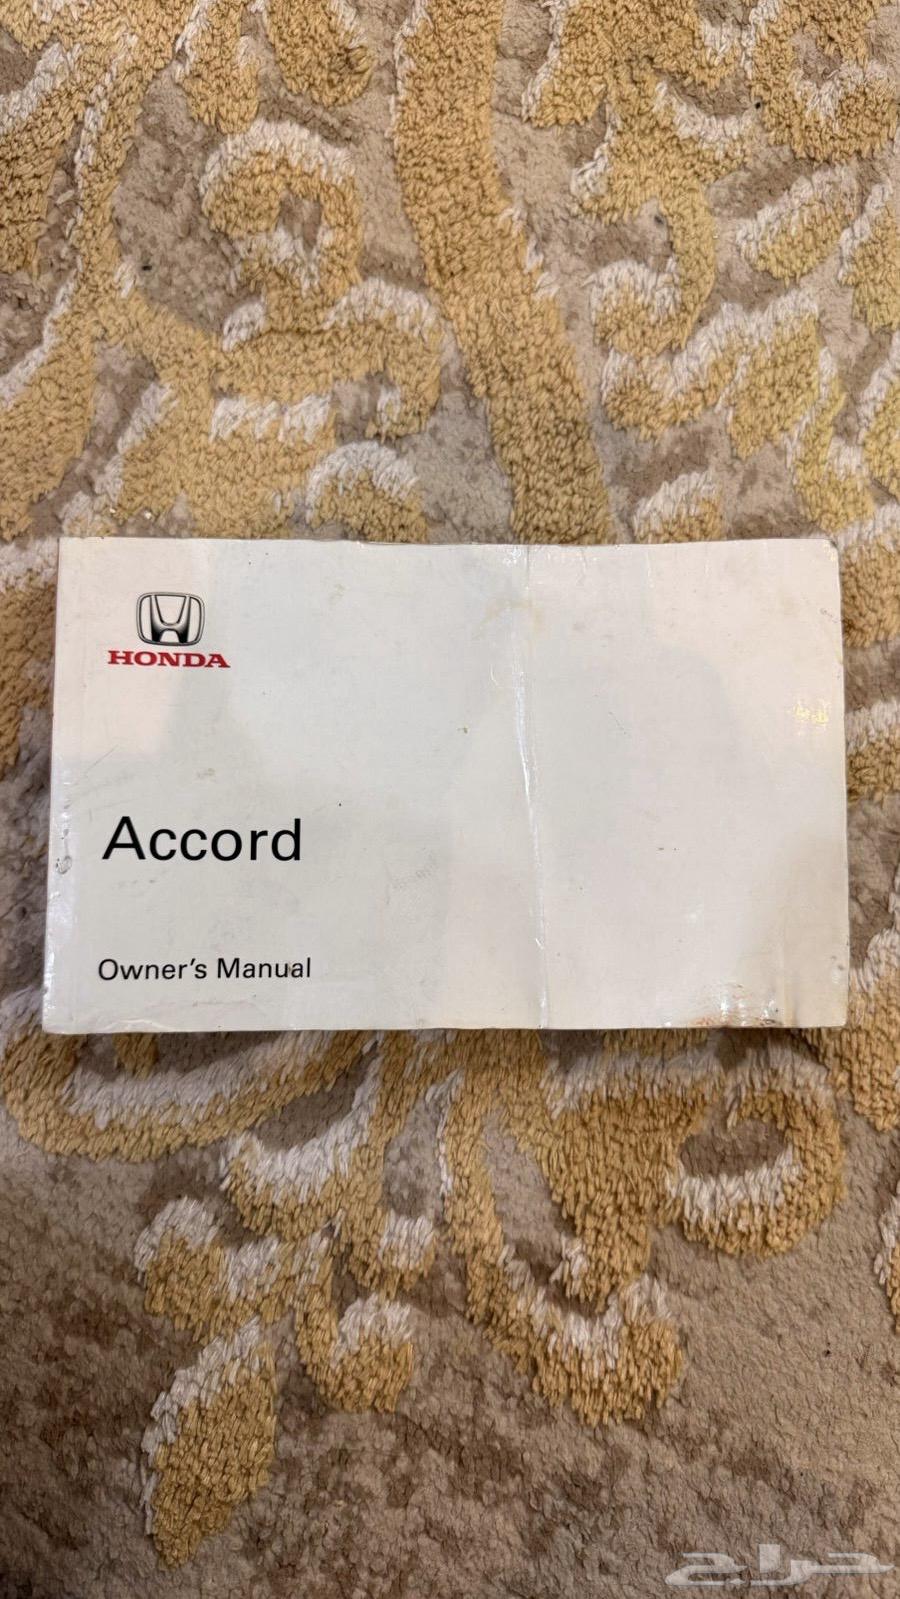 HONDA
Accord
Owner's Manual
حراج